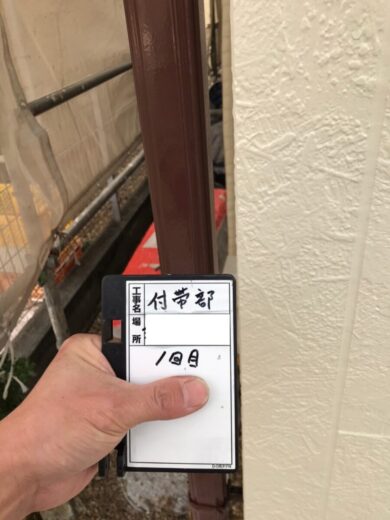 工事名 付帯部
場所
1回目